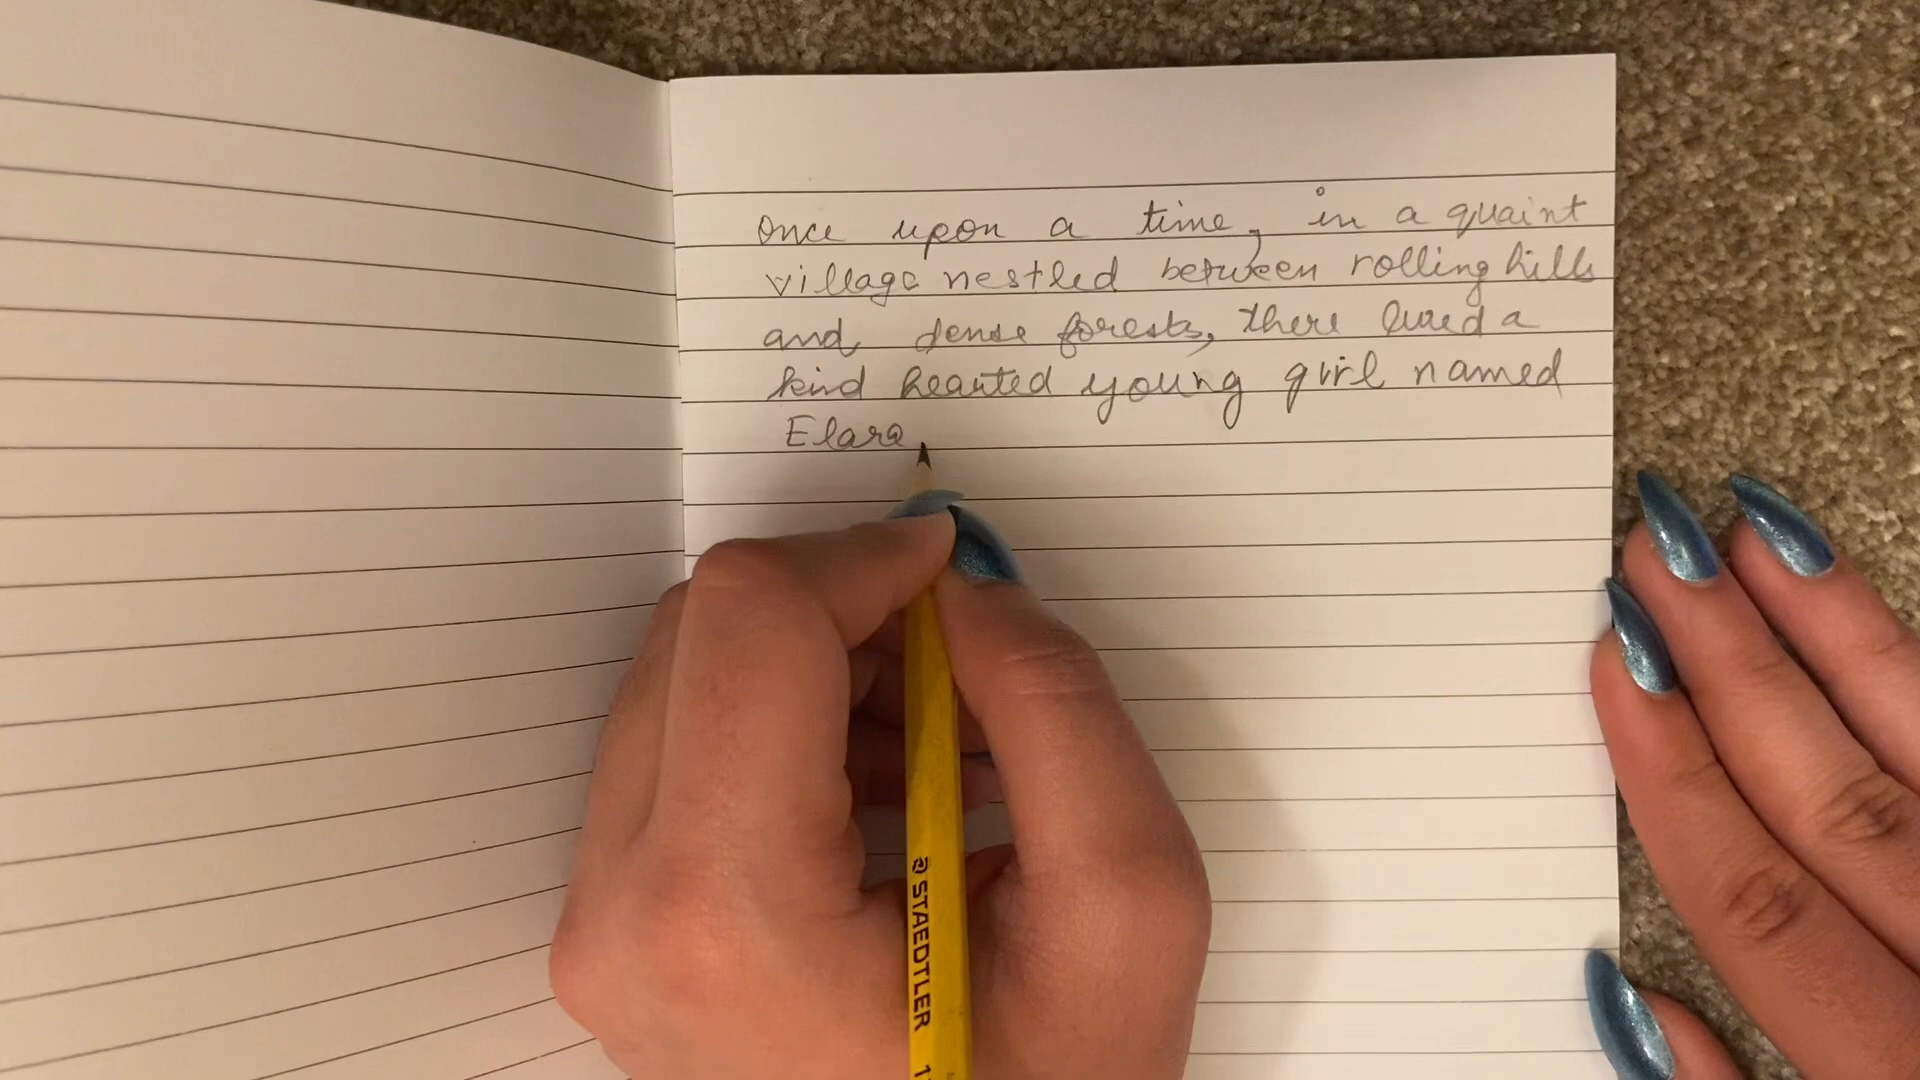 Once upon a time, in a quaint
village nestled between rolling hills
and dense forests, there lived a
kind hearted young girl named
Elara
STAEDTLER 1